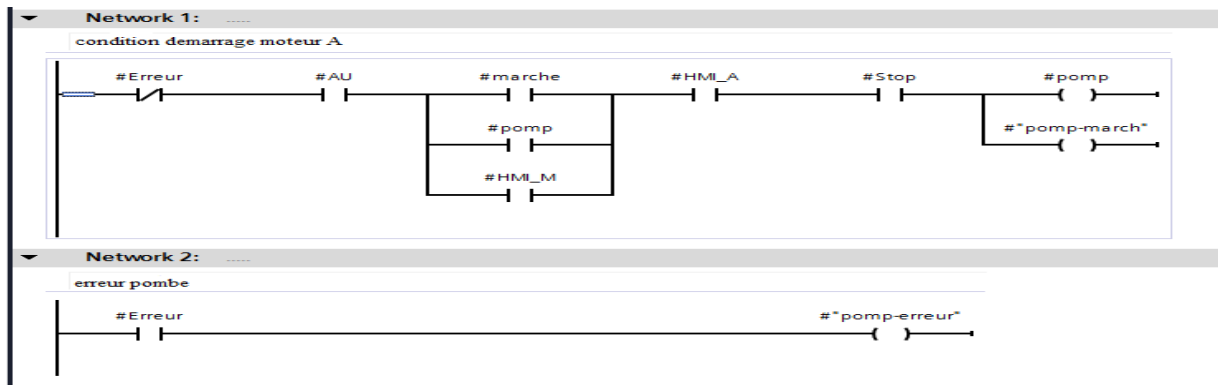 Network 1: .....
condition demarrage moteur A
#Erreur #AU #marche #HMI_A #Stop #pomp
#pomp #"pomp-march"
#HMI_M
Network 2: .....
erreur pombe
#Erreur #"pomp-erreur"